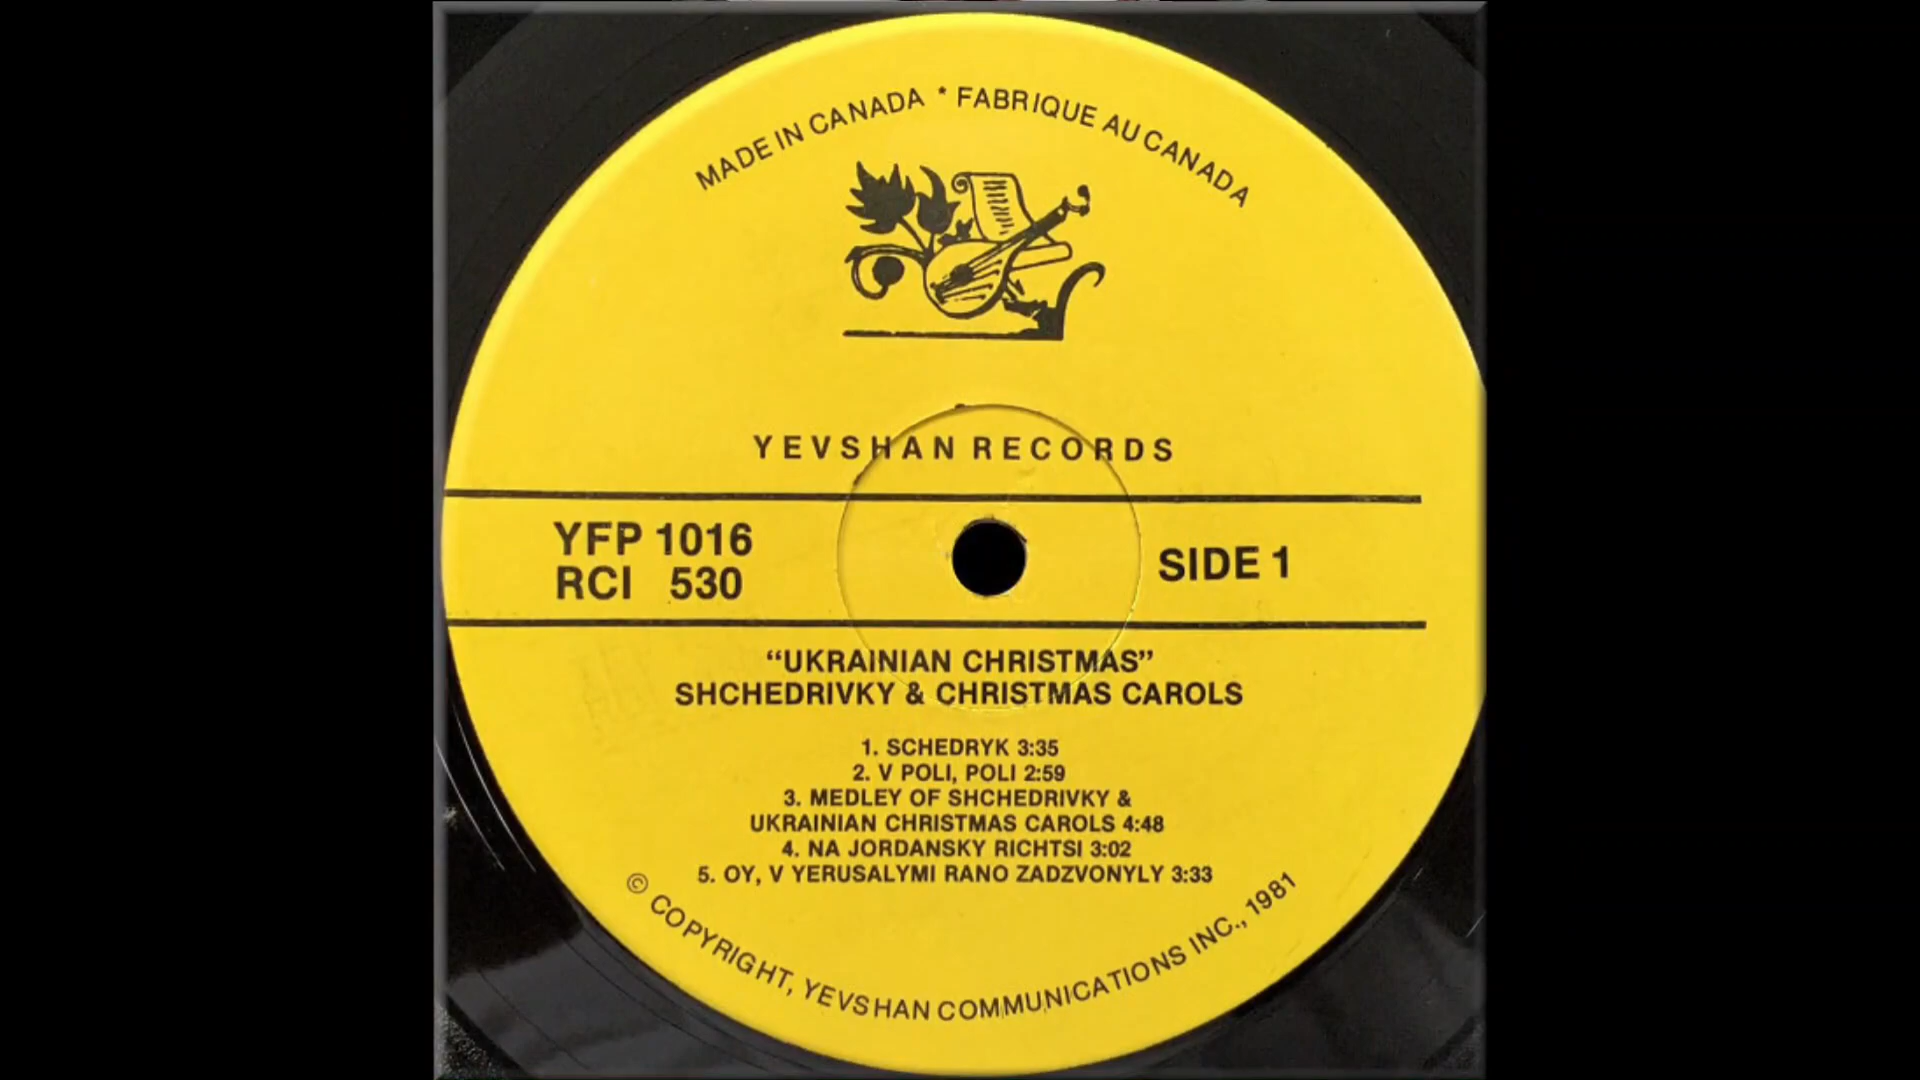 MADE IN CANADA * FABRIQUE AU CANADA
YEVSHAN RECORDS
YFP 1016
RCI 530
SIDE 1
"UKRAINIAN CHRISTMAS"
SHCHEDRIVKY & CHRISTMAS CAROLS
1. SCHEDRYK 3:35
2. V POLI, POLI 2:59
3. MEDLEY OF SHCHEDRIVKY &
UKRAINIAN CHRISTMAS CAROLS 4:48
4. NA JORDANSKY RICHTSI 3:02
5. OY, V YERUSALYMI RANO ZADZVONYLY 3:33
© COPYRIGHT, YEVSHAN COMMUNICATIONS INC., 1981